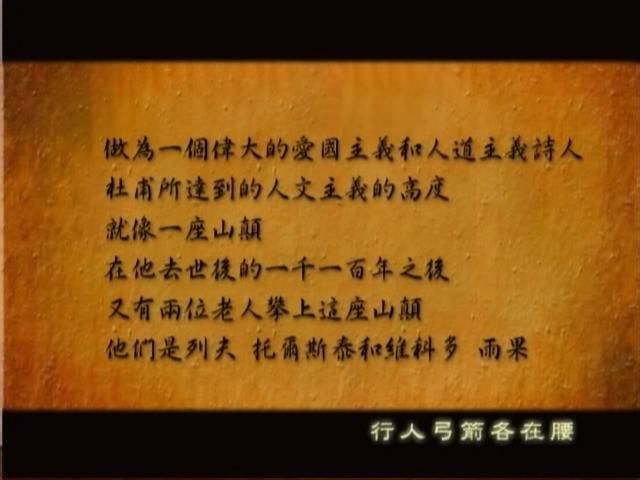 做為一個偉大的愛國主義和人道主義詩人
杜甫所達到的人文主義的高度
就像一座山顛
在他去世後的一千一百年之後
又有兩位老人攀上這座山顛
他們是列夫 托爾斯泰和維科多 雨果
行人弓箭各在腰